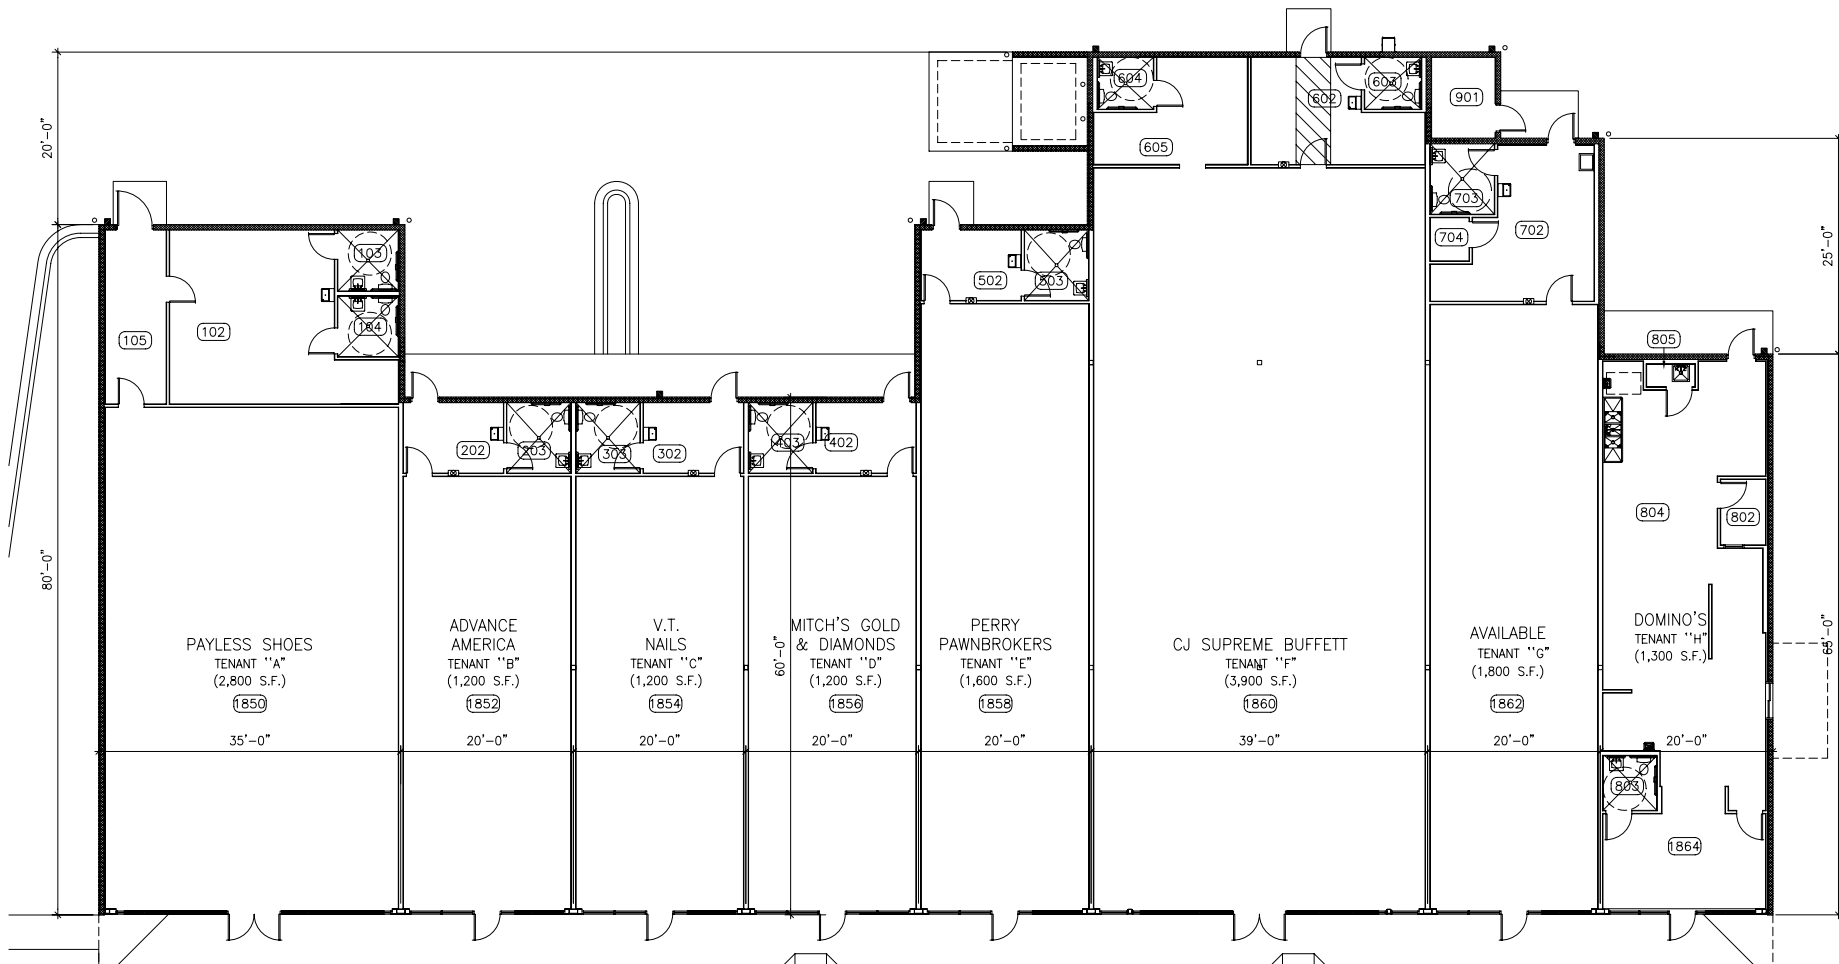 604
603
602
901
20'-0"
605
703
704
702
25'-0"
103
104
105
102
502
503
805
202
203
303
302
403
402
804
802
80'-0"
PAYLESS SHOES
TENANT "A"
(2,800 S.F.)
1850
35'-0"
ADVANCE
AMERICA
TENANT "B"
(1,200 S.F.)
1852
20'-0"
V.T.
NAILS
TENANT "C"
(1,200 S.F.)
1854
20'-0"
60'-0"
MITCH'S GOLD
& DIAMONDS
TENANT "D"
(1,200 S.F.)
1856
20'-0"
PERRY
PAWNBROKERS
TENANT "E"
(1,600 S.F.)
1858
20'-0"
CJ SUPREME BUFFETT
TENANT "F"
(3,900 S.F.)
1860
39'-0"
AVAILABLE
TENANT "G"
(1,800 S.F.)
1862
20'-0"
DOMINO'S
TENANT "H"
(1,300 S.F.)
20'-0"
65'-0"
803
1864